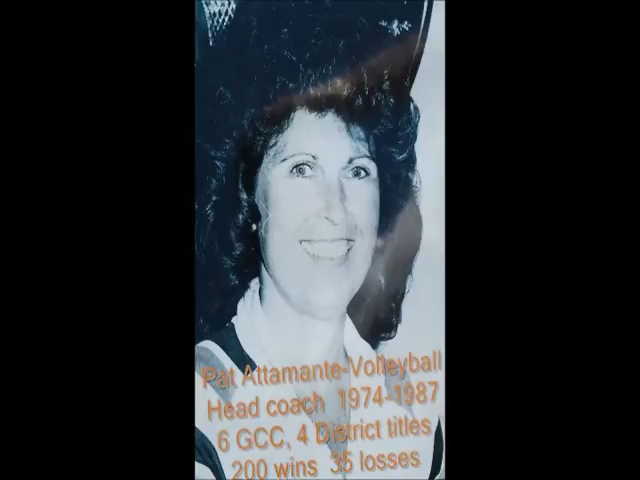 Pat Attamante-Volleyball
Head coach 1974-1987
6 GCC, 4 District titles
200 wins 35 losses